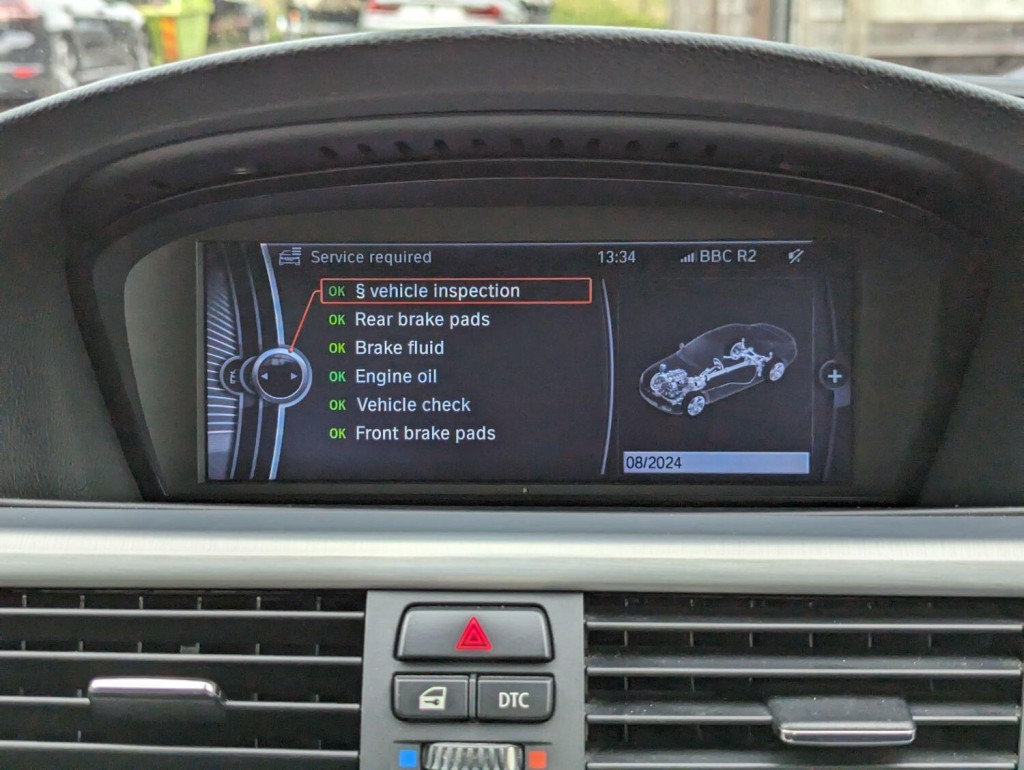 Service required 13:34 BBC R2
OK § vehicle inspection
OK Rear brake pads
OK Brake fluid
OK Engine oil
OK Vehicle check
OK Front brake pads
08/2024
DTC